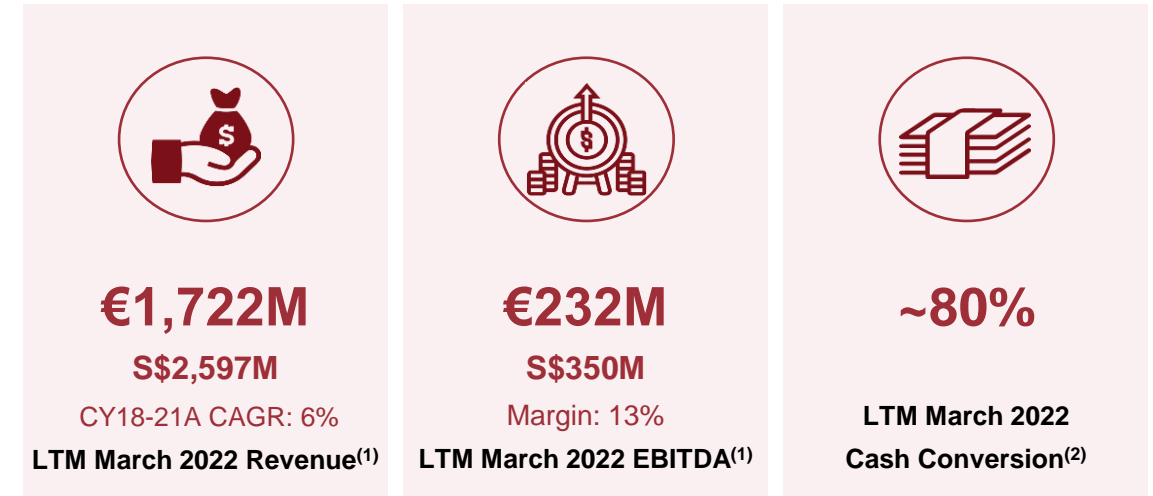 $
€1,722M
S$2,597M
CY18-21A CAGR: 6%
LTM March 2022 Revenue(1)
$
€232M
S$350M
Margin: 13%
LTM March 2022 EBITDA(1)
~80%
LTM March 2022
Cash Conversion(2)